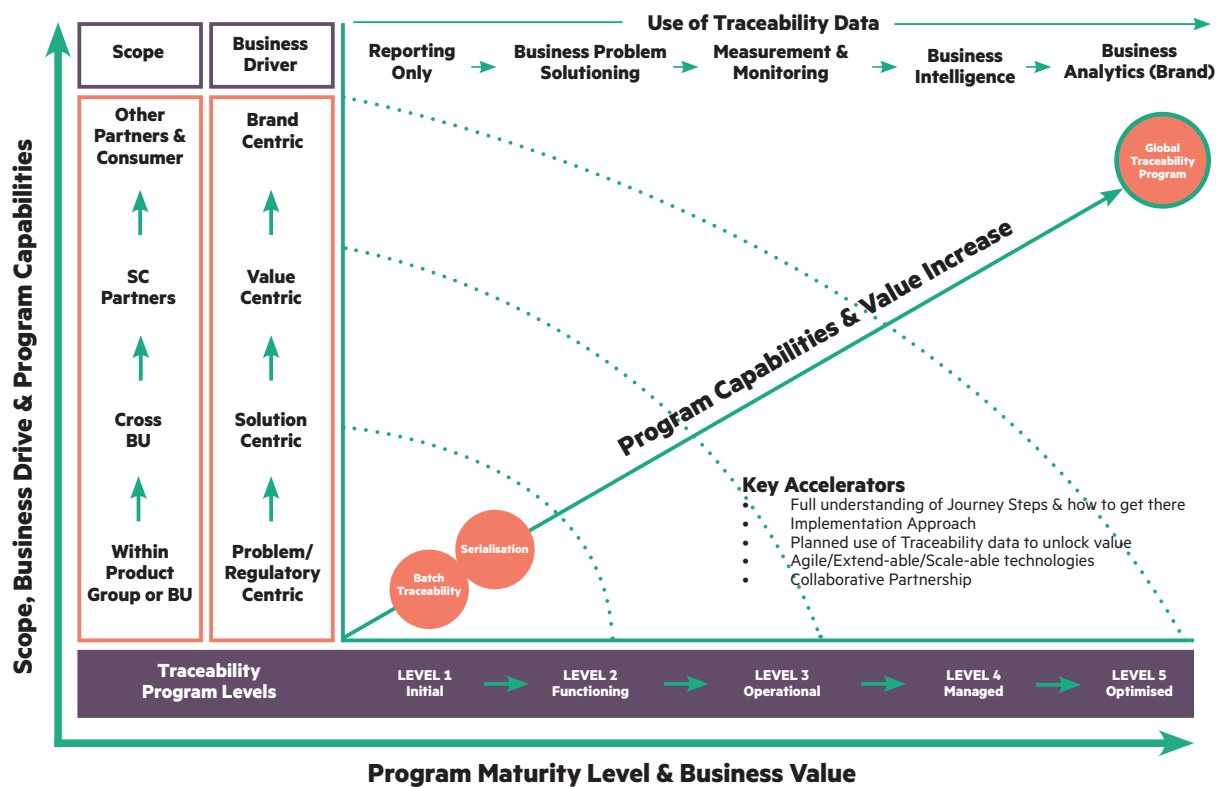 Use of Traceability Data
Scope
Business
Driver
Reporting
Only
Business Problem
Solutioning
Measurement &
Monitoring
Business
Intelligence
Business
Analytics (Brand)
Other
Partners &
Consumer
Brand
Centric
SC
Partners
Value
Centric
Cross
BU
Solution
Centric
Within
Product
Group or BU
Problem/
Regulatory
Centric
Scope, Business Drive & Program Capabilities
Global
Traceability
Program
Program Capabilities & Value Increase
Serialisation
Batch
Traceability
Key Accelerators
• Full understanding of Journey Steps & how to get there
• Implementation Approach
• Planned use of Traceability data to unlock value
• Agile/Extend-able/Scale-able technologies
• Collaborative Partnership
Traceability
Program Levels
LEVEL 1
Initial
LEVEL 2
Functioning
LEVEL 3
Operational
LEVEL 4
Managed
LEVEL 5
Optimised
Program Maturity Level & Business Value